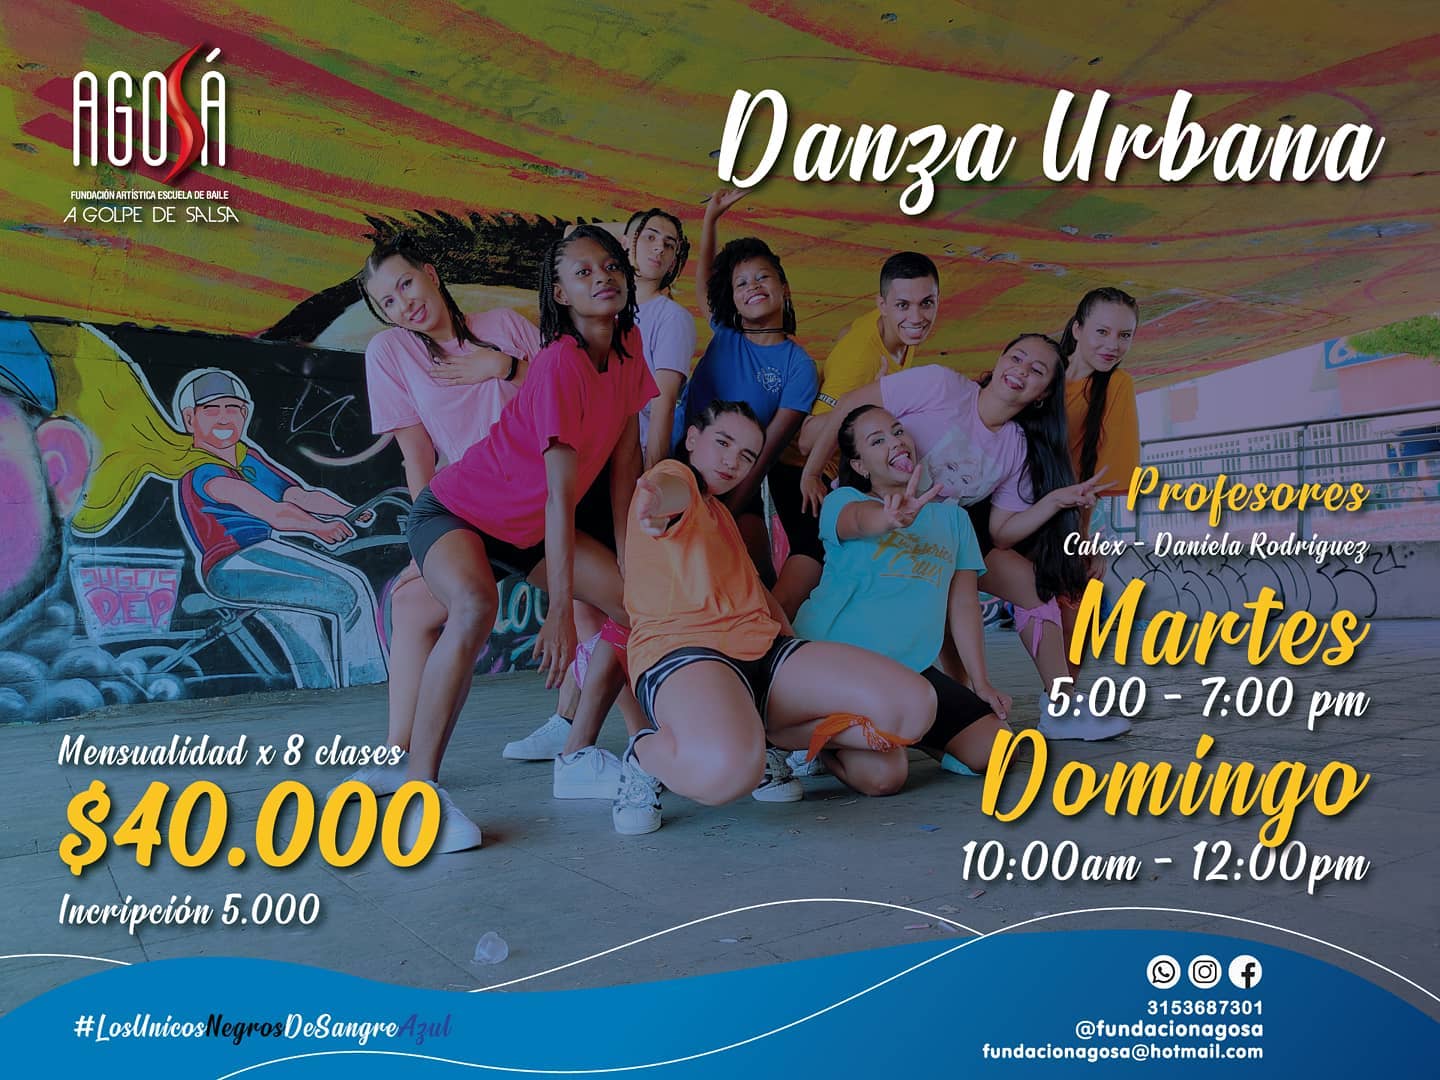 AGOSÁ
FUNDACIÓN ARTÍSTICA ESCUELA DE BAILE
A GOLPE DE SALSA
Danza Urbana
JUGOS
D.E.P
Profesores
Calex - Daniela Rodriguez
Martes
5:00 - 7:00 pm
Domingo
10:00am - 12:00pm
Mensualidad x 8 clases
$40.000
Incripción 5.000
#LosUnicosNegrosDeSangreAzul
3153687301
@fundacionagosa
fundacionagosa@hotmail.com